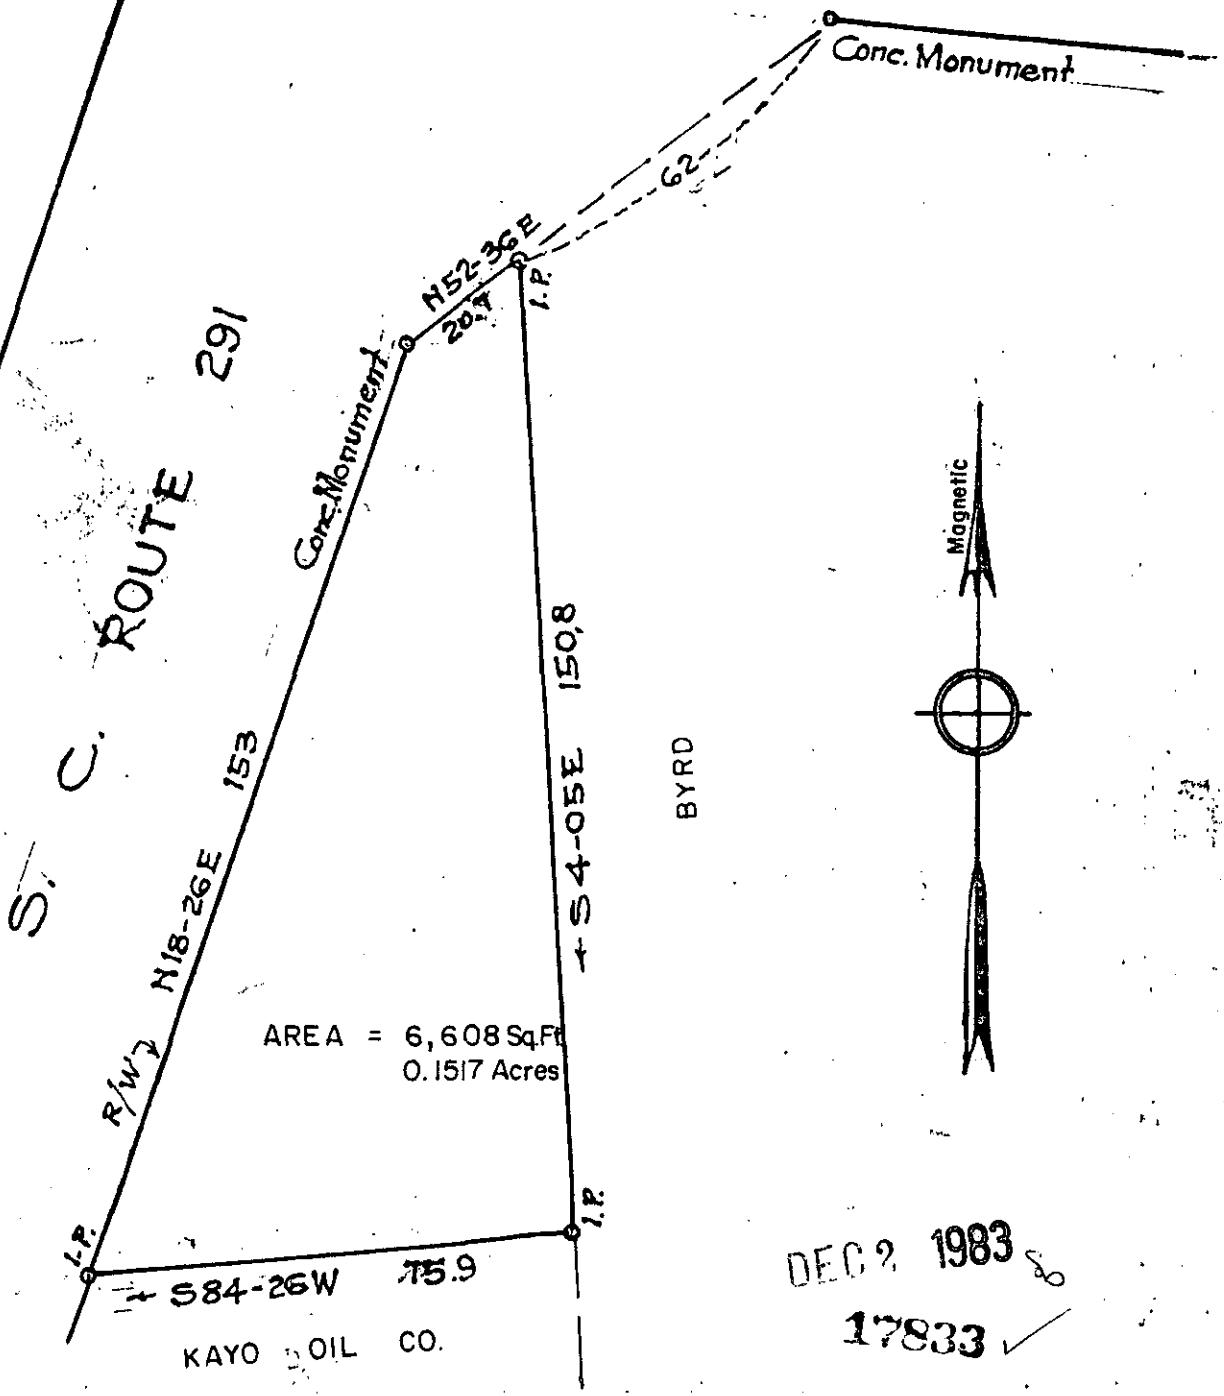 Conc. Monument
62
N52-36E
20.7
I.P.
S. C. ROUTE 291
Conc. Monument
Magnetic
N18-26E 153
S4-05E 150.8
BYRD
R/W
AREA = 6,608 Sq.Ft
0.1517 Acres
I.P.
I.P.
S84-26W 75.9
KAYO OIL CO.
DEC 2 1983
17833